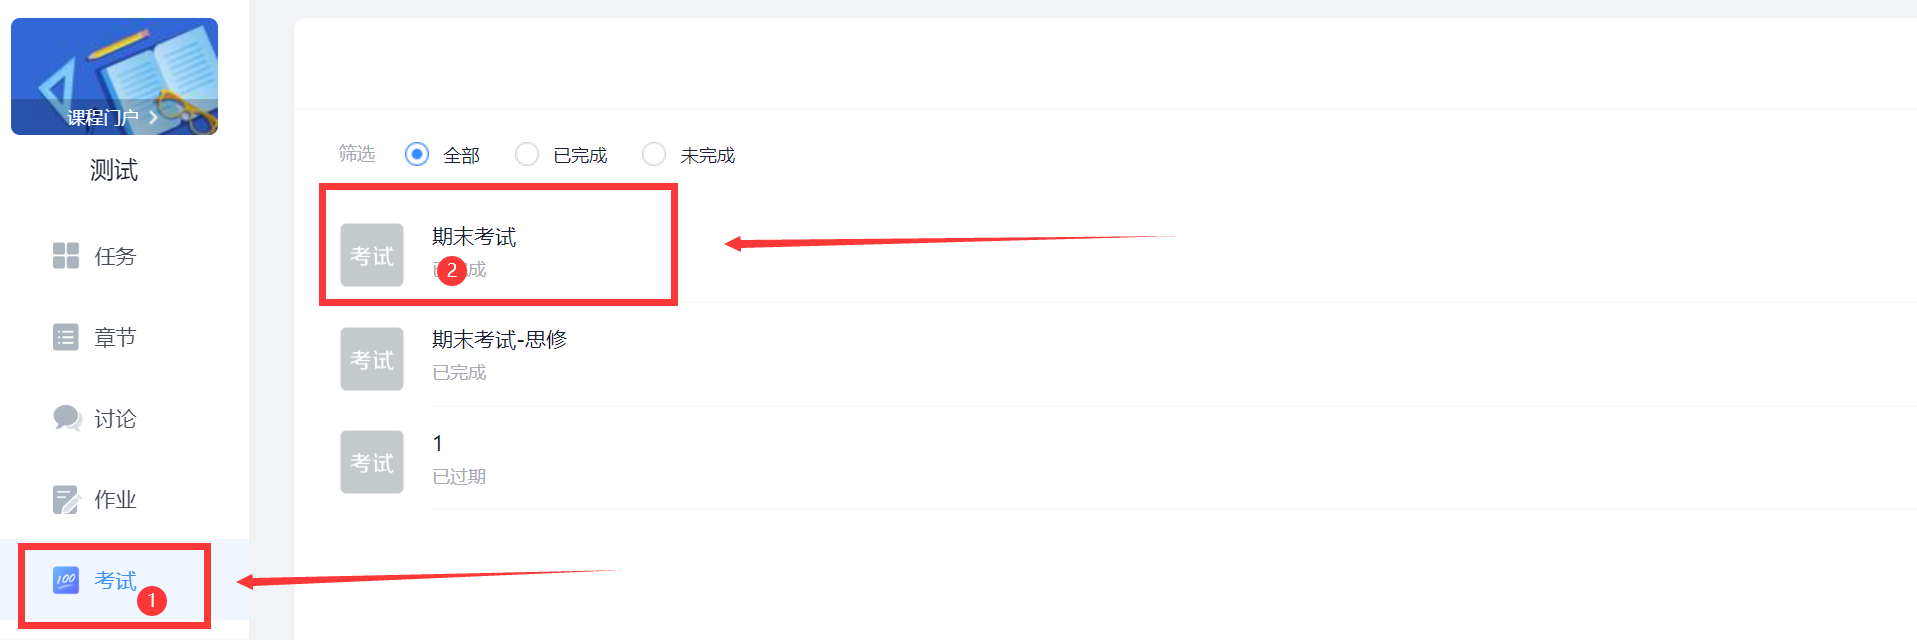 课程门户 >
测试
任务
章节
讨论
作业
100 考试
1
筛选 全部 已完成 未完成
考试 期末考试
2 成
考试 期末考试-思修
已完成
考试 1
已过期